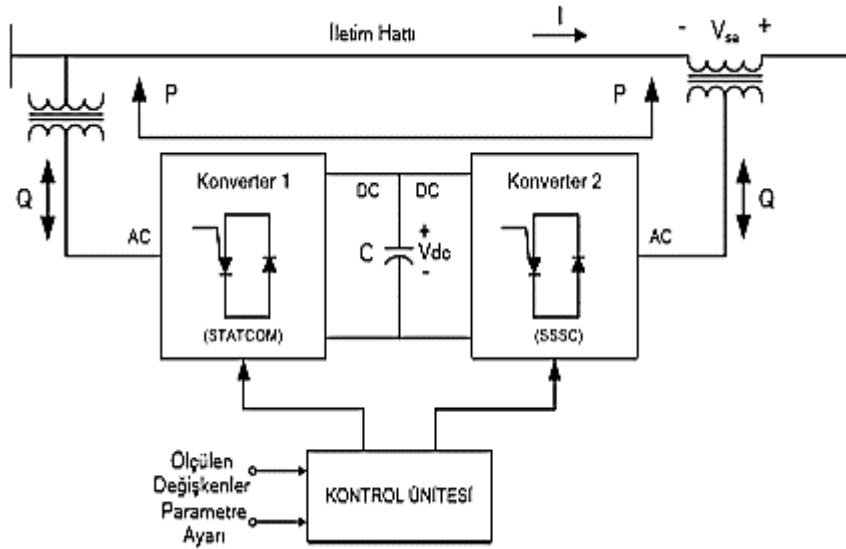 İletim Hattı
I
- Vse +
P
P
Konverter 1
DC
DC
Konverter 2
Q
Q
AC
+
C
Vdc
-
AC
(STATCOM)
(SSSC)
Ölçülen
Değişkenler
Parametre
Ayarı
KONTROL ÜNİTESİ